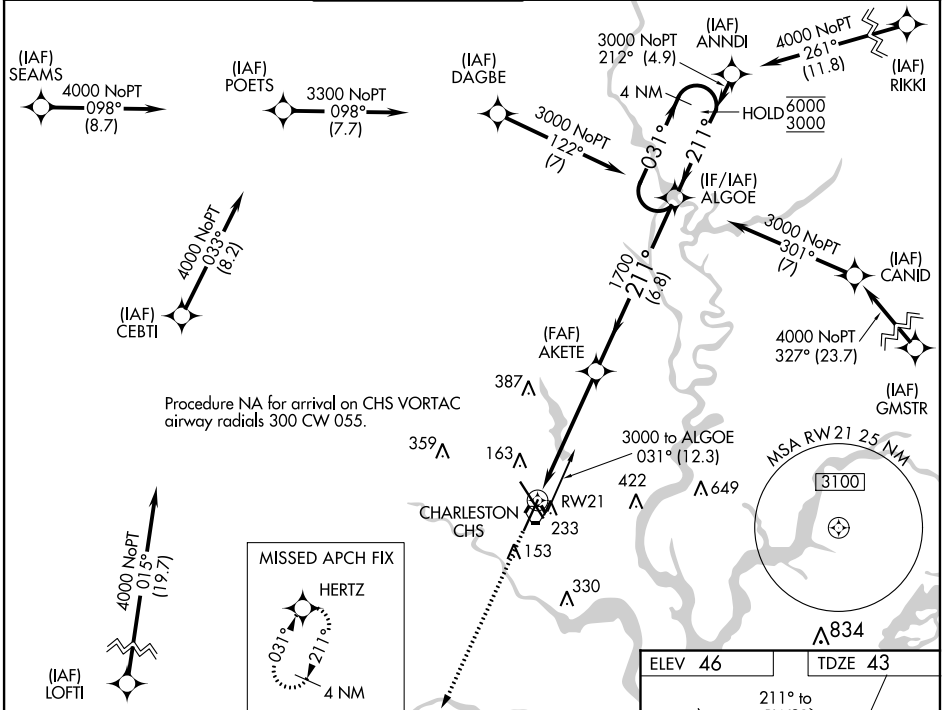 (IAF)
SEAMS
4000 NoPT
098°
(8.7)
(IAF)
POETS
3300 NoPT
098°
(7.7)
(IAF)
DAGBE
3000 NoPT
122°
(7)
3000 NoPT
212° (4.9)
(IAF)
ANNDI
4000 NoPT
261°
(11.8)
(IAF)
RIKKI
4 NM
HOLD 6000
3000
031°
211°
(IF/IAF)
ALGOE
3000 NoPT
301°
(7)
(IAF)
CANID
4000 NoPT
327° (23.7)
(IAF)
GMSTR
4000 NoPT
033°
(8.2)
(IAF)
CEBTI
1700
211°
(6.8)
(FAF)
AKETE
Procedure NA for arrival on CHS VORTAC
airway radials 300 CW 055.
387
359
163
3000 to ALGOE
031° (12.3)
422
649
RW21
CHARLESTON
CHS
233
153
330
MSA RW 21 25 NM
3100
834
4000 NoPT
015°
(19.7)
(IAF)
LOFTI
MISSED APCH FIX
HERTZ
031°
211°
4 NM
ELEV 46
TDZE 43
211° to